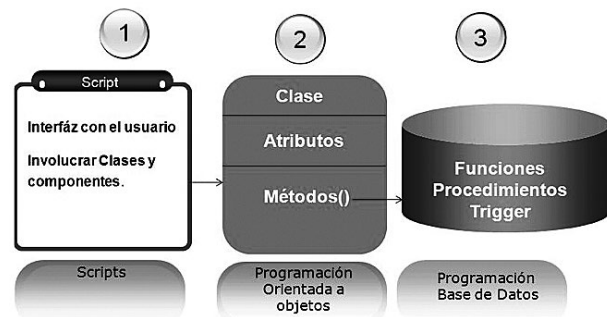 1
2
3
Script
Interfáz con el usuario
Involucrar Clases y
componentes.
Clase
Atributos
Métodos()
Funciones
Procedimientos
Trigger
Scripts
Programación
Orientada a
objetos
Programación
Base de Datos